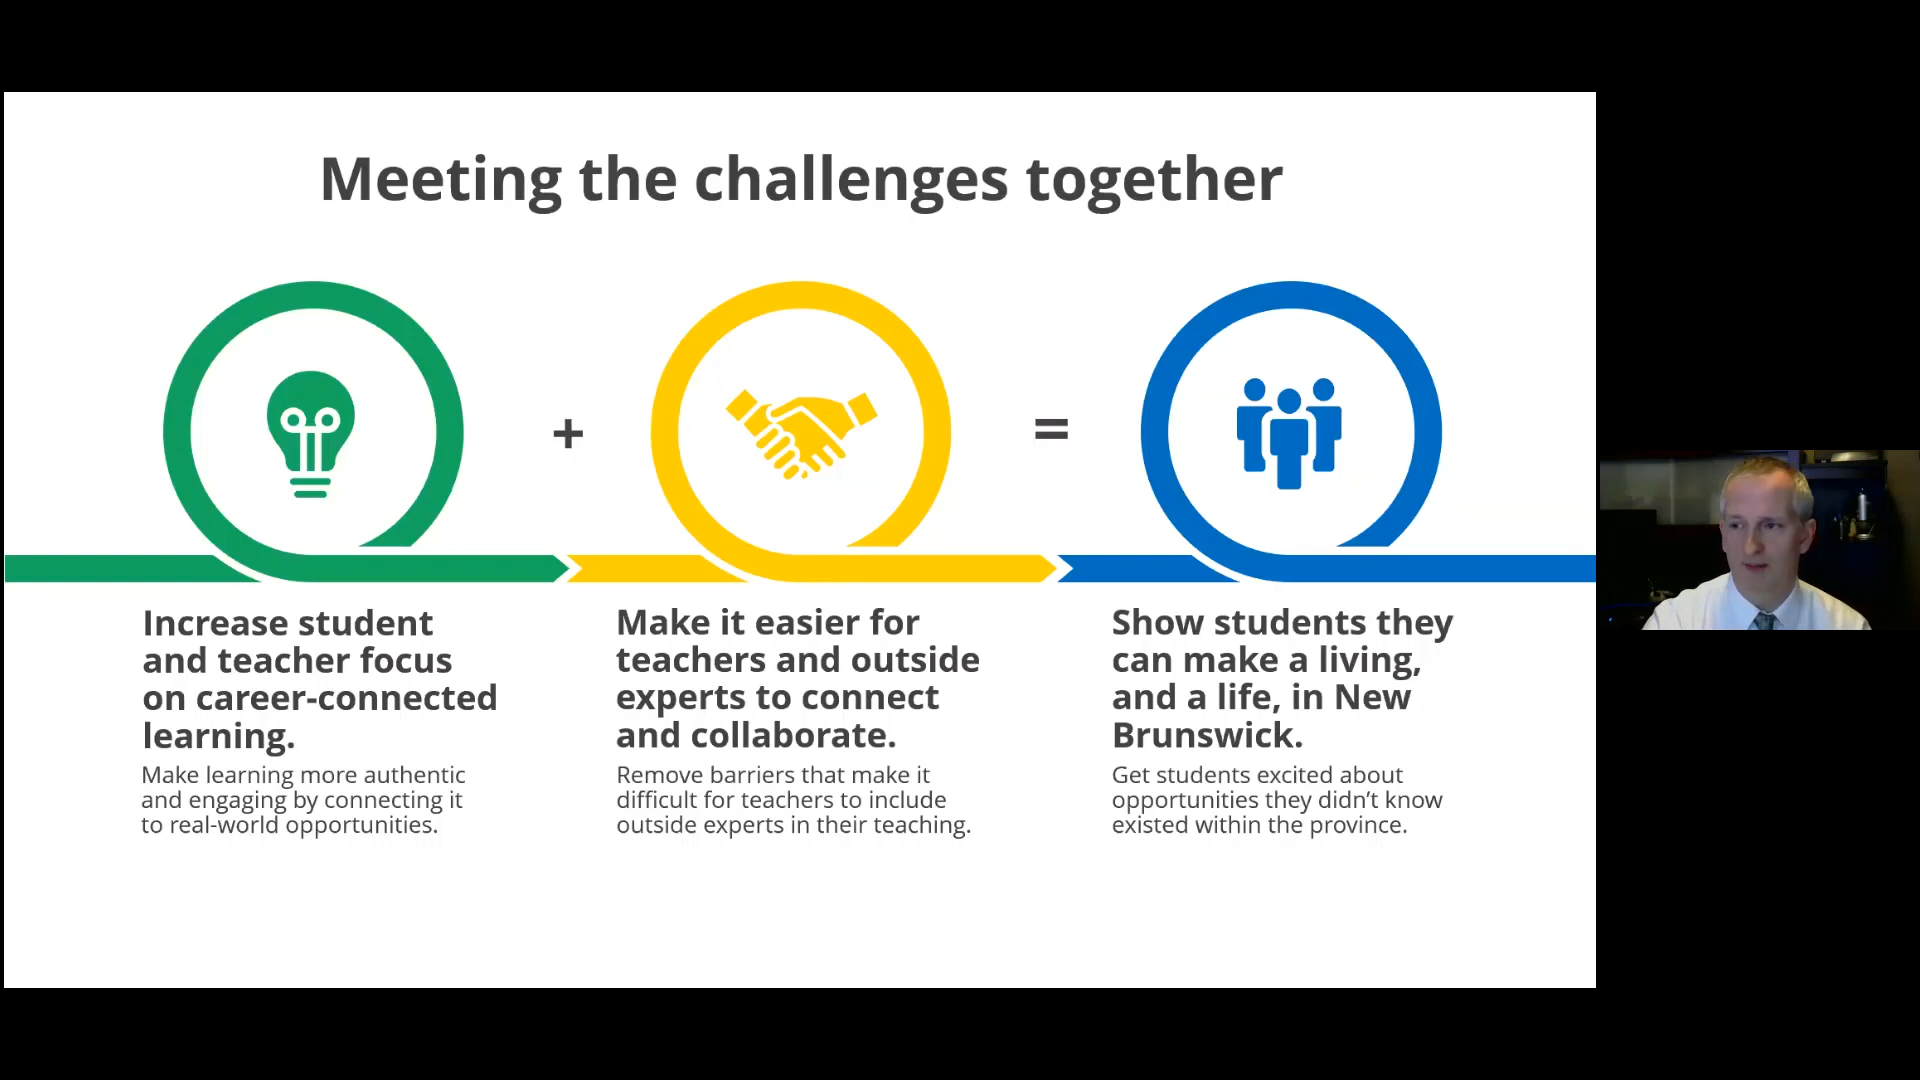 Meeting the challenges together
+
=
Increase student
and teacher focus
on career-connected
learning.
Make learning more authentic
and engaging by connecting it
to real-world opportunities.
Make it easier for
teachers and outside
experts to connect
and collaborate.
Remove barriers that make it
difficult for teachers to include
outside experts in their teaching.
Show students they
can make a living,
and a life, in New
Brunswick.
Get students excited about
opportunities they didn’t know
existed within the province.